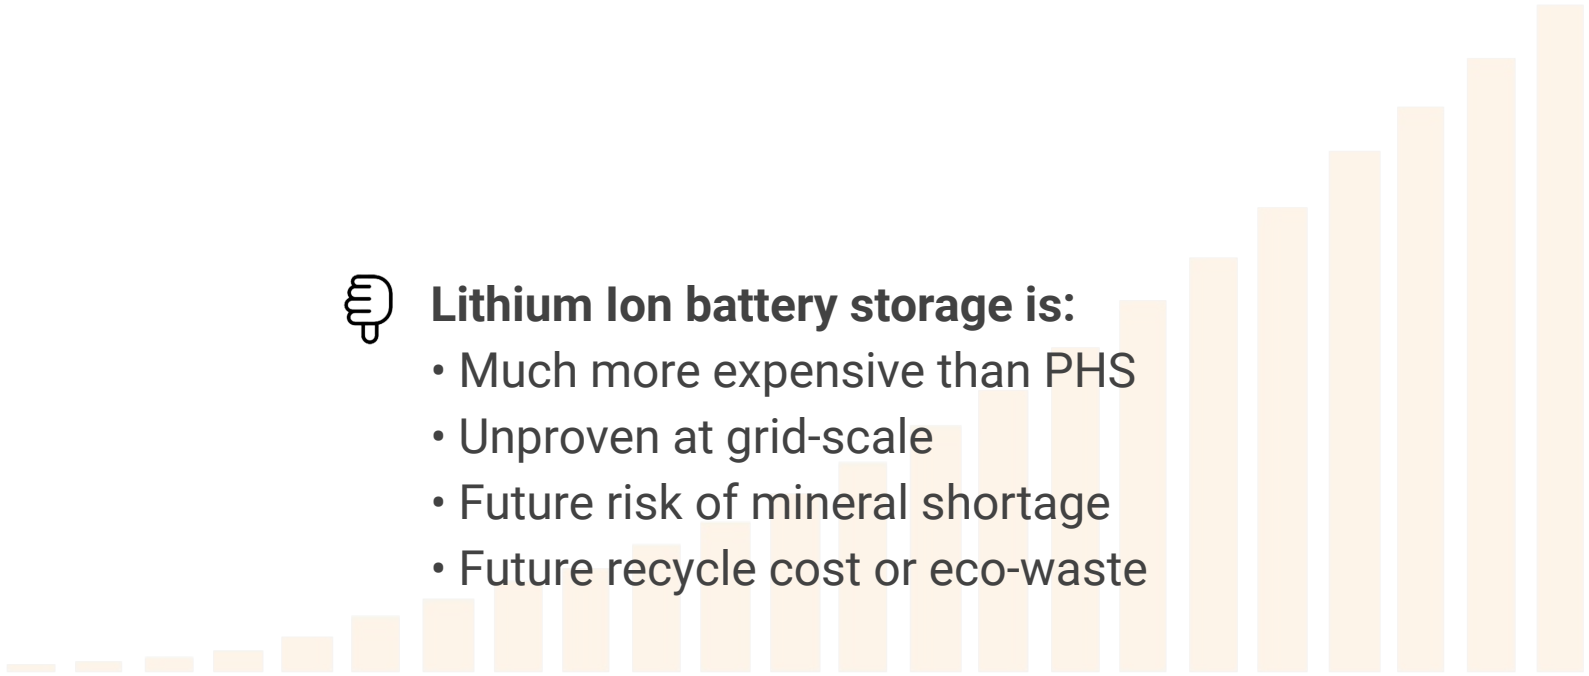 Lithium Ion battery storage is:
• Much more expensive than PHS
• Unproven at grid-scale
• Future risk of mineral shortage
• Future recycle cost or eco-waste